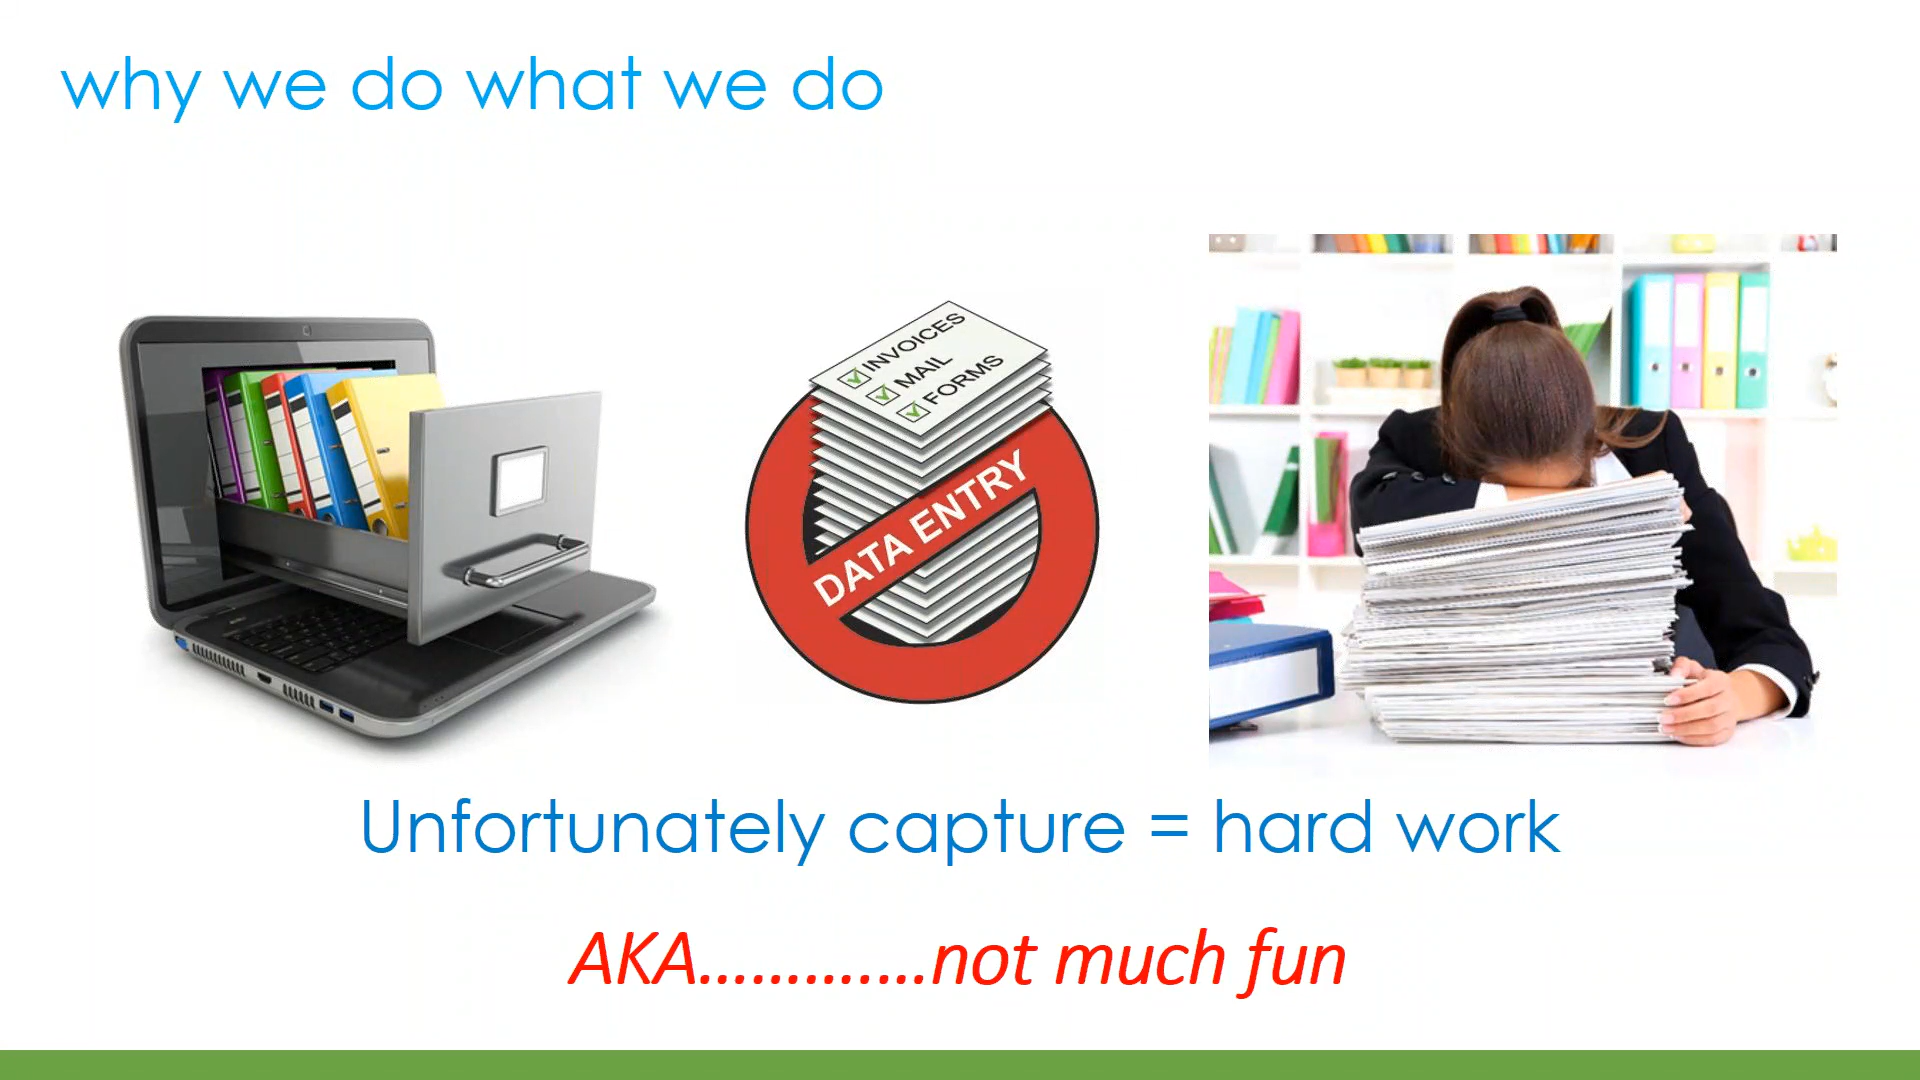 why we do what we do
INVOICES
MAIL
FORMS
DATA ENTRY
Unfortunately capture = hard work
AKA.............not much fun